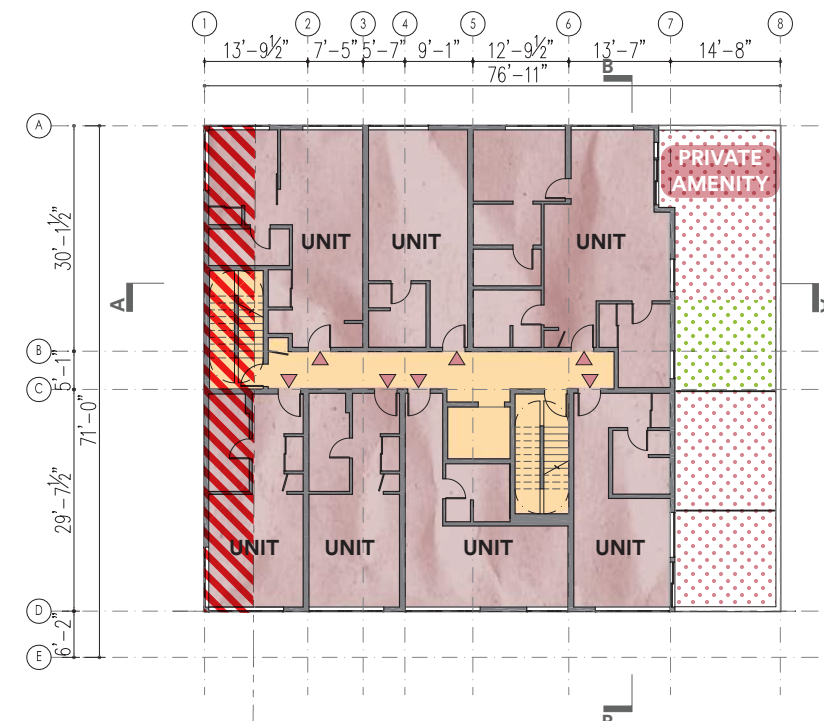 1 2 3 4 5 6 7 8
13'-9½" 7'-5" 5'-7" 9'-1" 12'-9½" 13'-7" 14'-8"
76'-11"
B
A
PRIVATE
AMENITY
30'-1½"
UNIT UNIT UNIT
A
B
5'-1"
C
71'-0"
29'-7½"
UNIT UNIT UNIT UNIT
D
6'-2"
E